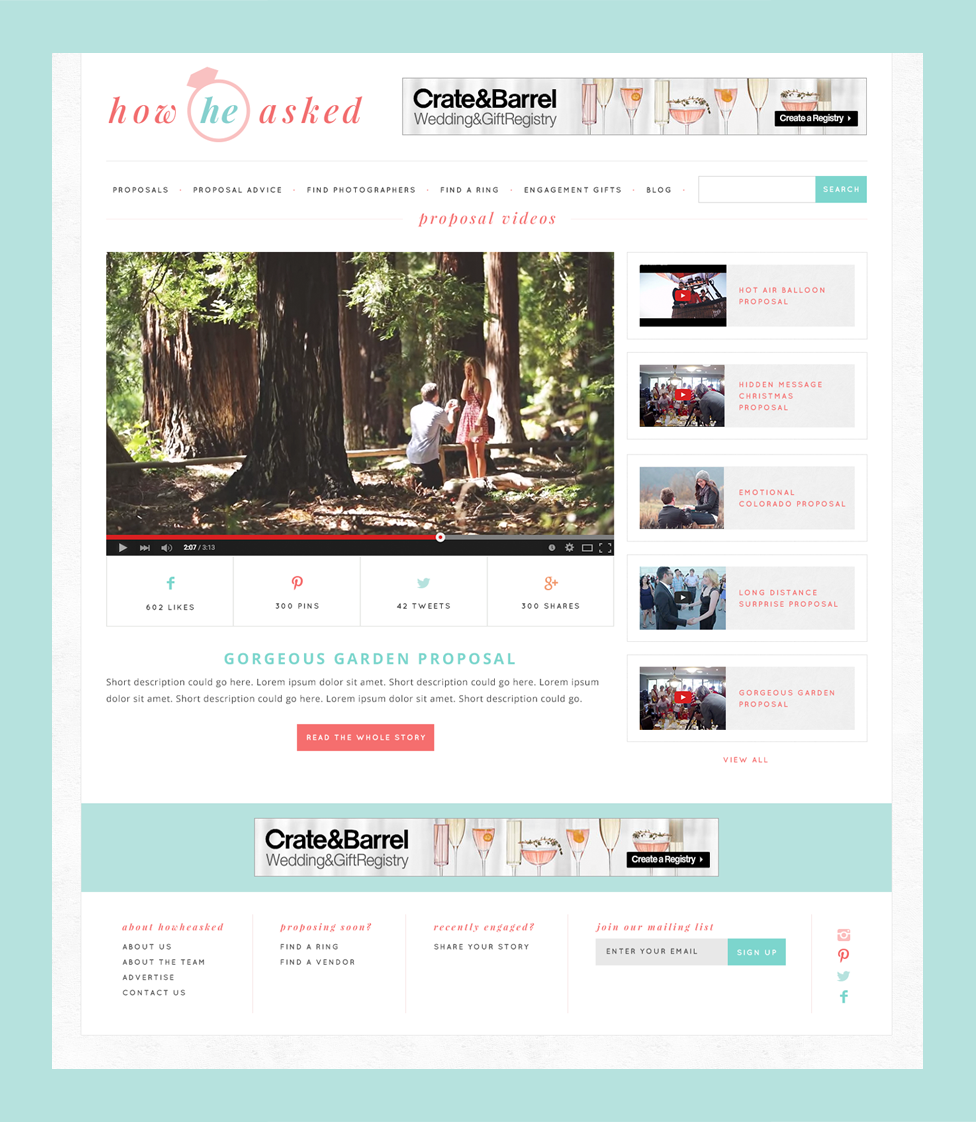 how he asked
Crate&Barrel
Wedding&GiftRegistry
Create a Registry
PROPOSALS
PROPOSAL ADVICE
FIND PHOTOGRAPHERS
FIND A RING
ENGAGEMENT GIFTS
BLOG
SEARCH
proposal videos
2:07 / 3:13
602 LIKES
300 PINS
42 TWEETS
8+
300 SHARES
GORGEOUS GARDEN PROPOSAL
Short description could go here. Lorem ipsum dolor sit amet. Short description could go here. Lorem ipsum
dolor sit amet. Short description could go here. Lorem ipsum dolor sit amet. Short description could go.
READ THE WHOLE STORY
HOT AIR BALLOON
PROPOSAL
HIDDEN MESSAGE
CHRISTMAS
PROPOSAL
EMOTIONAL
COLORADO PROPOSAL
LONG DISTANCE
SURPRISE PROPOSAL
GORGEOUS GARDEN
PROPOSAL
VIEW ALL
Crate&Barrel
Wedding&GiftRegistry
Create a Registry
about howheasked
ABOUT US
ABOUT THE TEAM
ADVERTISE
CONTACT US
proposing soon?
FIND A RING
FIND A VENDOR
recently engaged?
SHARE YOUR STORY
join our mailing list
ENTER YOUR EMAIL
SIGN UP